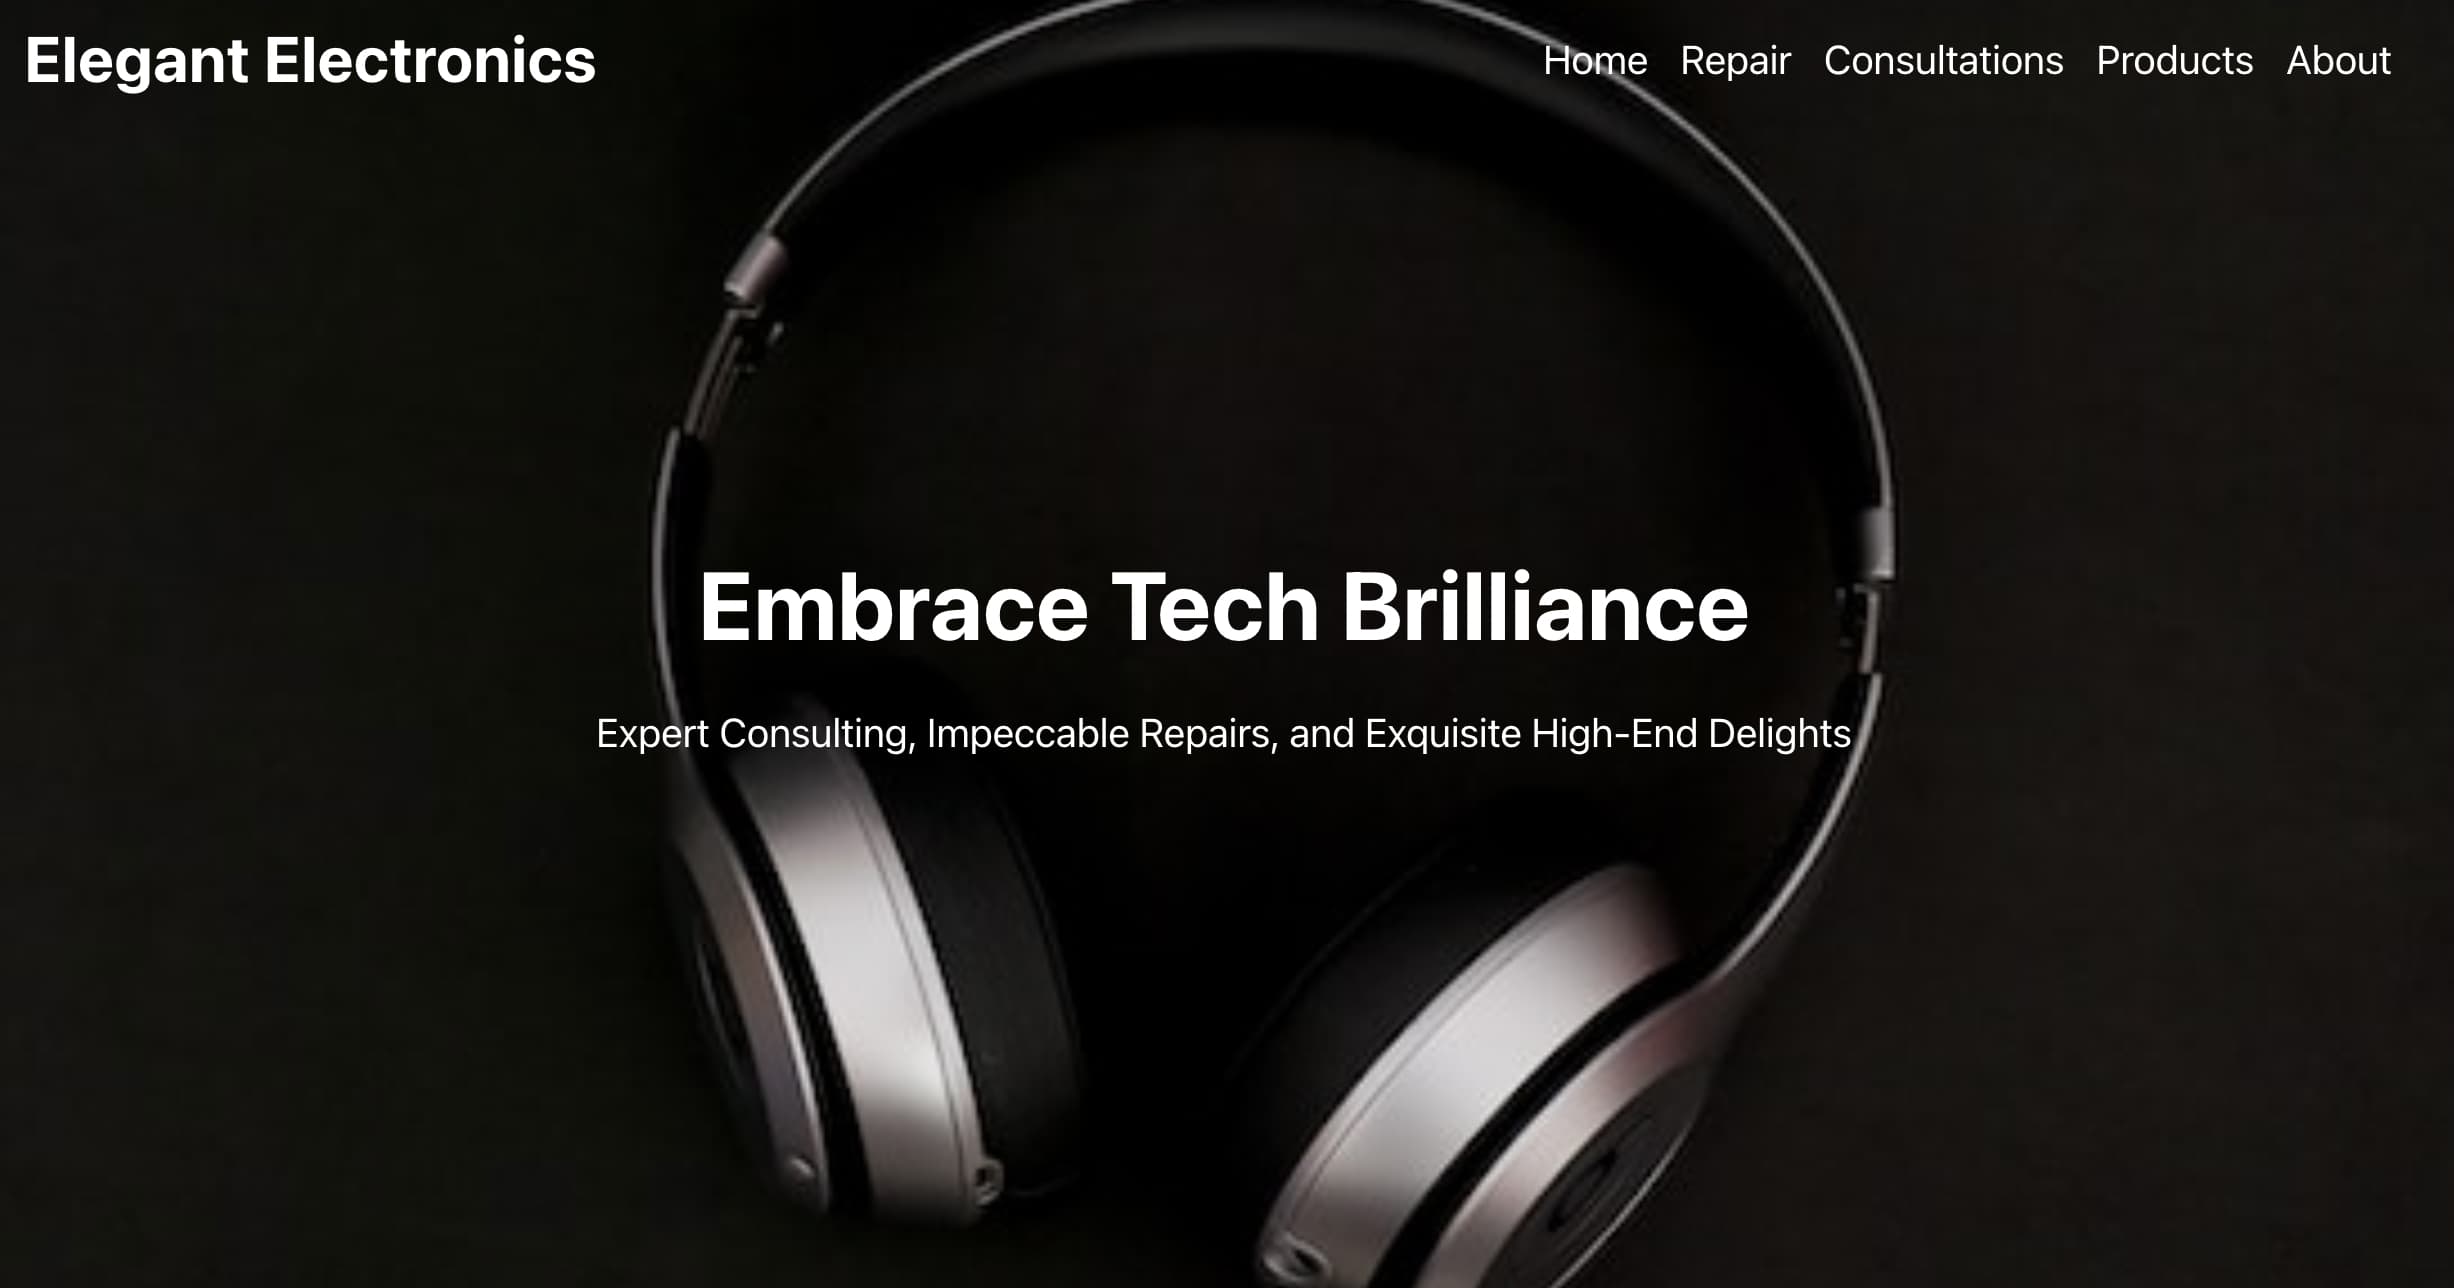 Elegant Electronics
Home Repair Consultations Products About
Embrace Tech Brilliance
Expert Consulting, Impeccable Repairs, and Exquisite High-End Delights